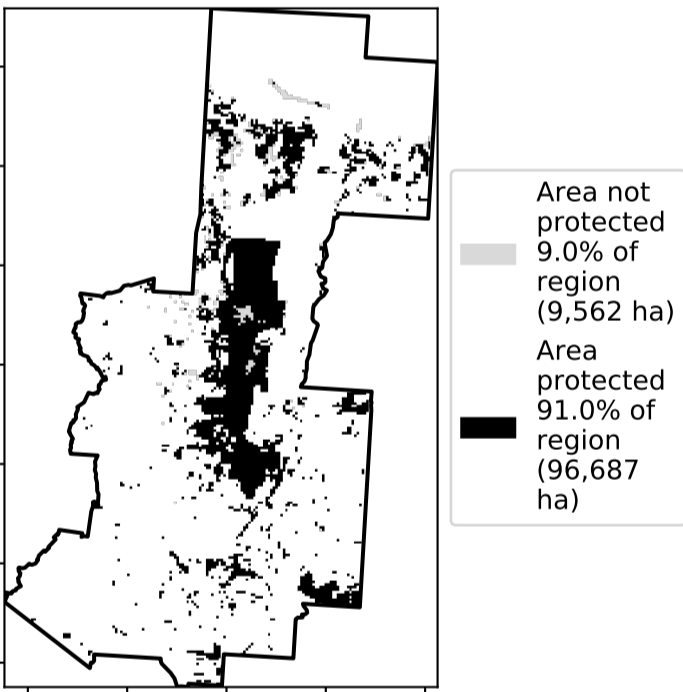 Area not
protected
9.0% of
region
(9,562 ha)
Area
protected
91.0% of
region
(96,687
ha)